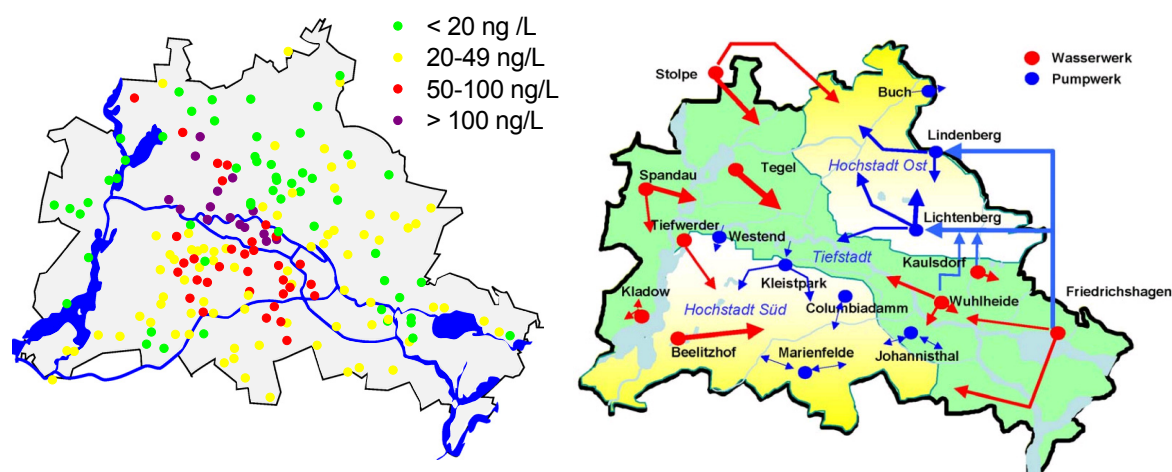 < 20 ng /L
20-49 ng/L
50-100 ng/L
> 100 ng/L
Wasserwerk
Pumpwerk
Stolpe
Buch
Lindenberg
Tegel
Hochstadt Ost
Spandau
Lichtenberg
Tiefwerder
Westend
Tiefstadt
Kaulsdorf
Kleistpark
Kladow
Wuhlheide
Friedrichshagen
Hochstadt Süd
Columbiadamm
Beelitzhof
Marienfelde
Johannisthal